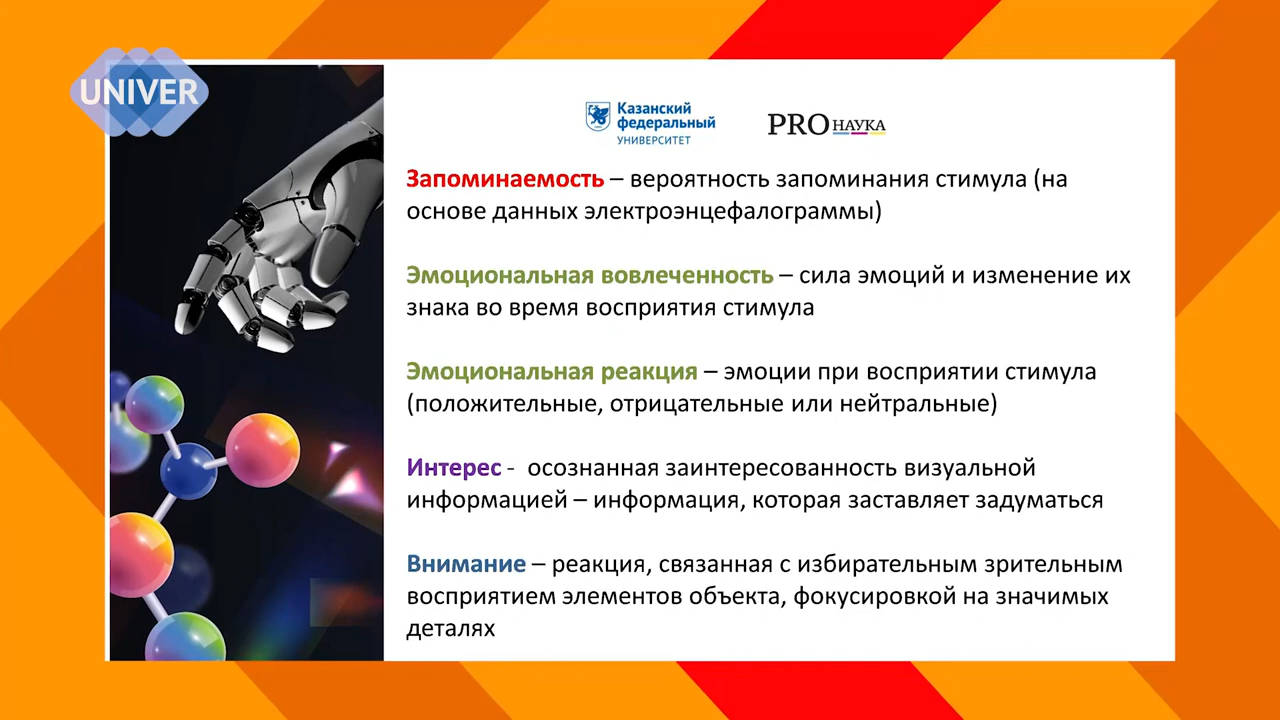 UNIVER
Казанский
федеральный
УНИВЕРСИТЕТ
PRO НАУКА
Запоминаемость – вероятность запоминания стимула (на
основе данных электроэнцефалограммы)
Эмоциональная вовлеченность – сила эмоций и изменение их
знака во время восприятия стимула
Эмоциональная реакция – эмоции при восприятии стимула
(положительные, отрицательные или нейтральные)
Интерес - осознанная заинтересованность визуальной
информацией – информация, которая заставляет задуматься
Внимание – реакция, связанная с избирательным зрительным
восприятием элементов объекта, фокусировкой на значимых
деталях